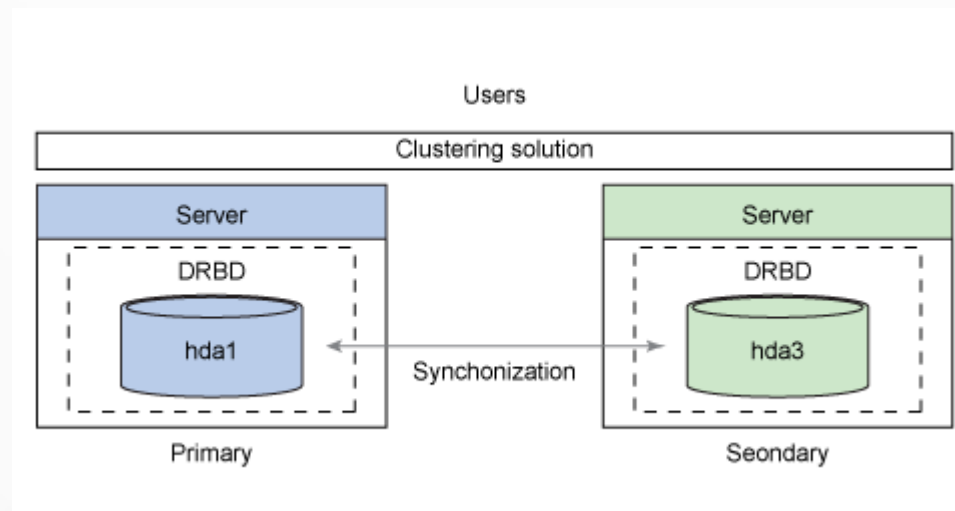 Users
Clustering solution
Server
Server
DRBD
DRBD
hda1
hda3
Synchonization
Primary
Seondary